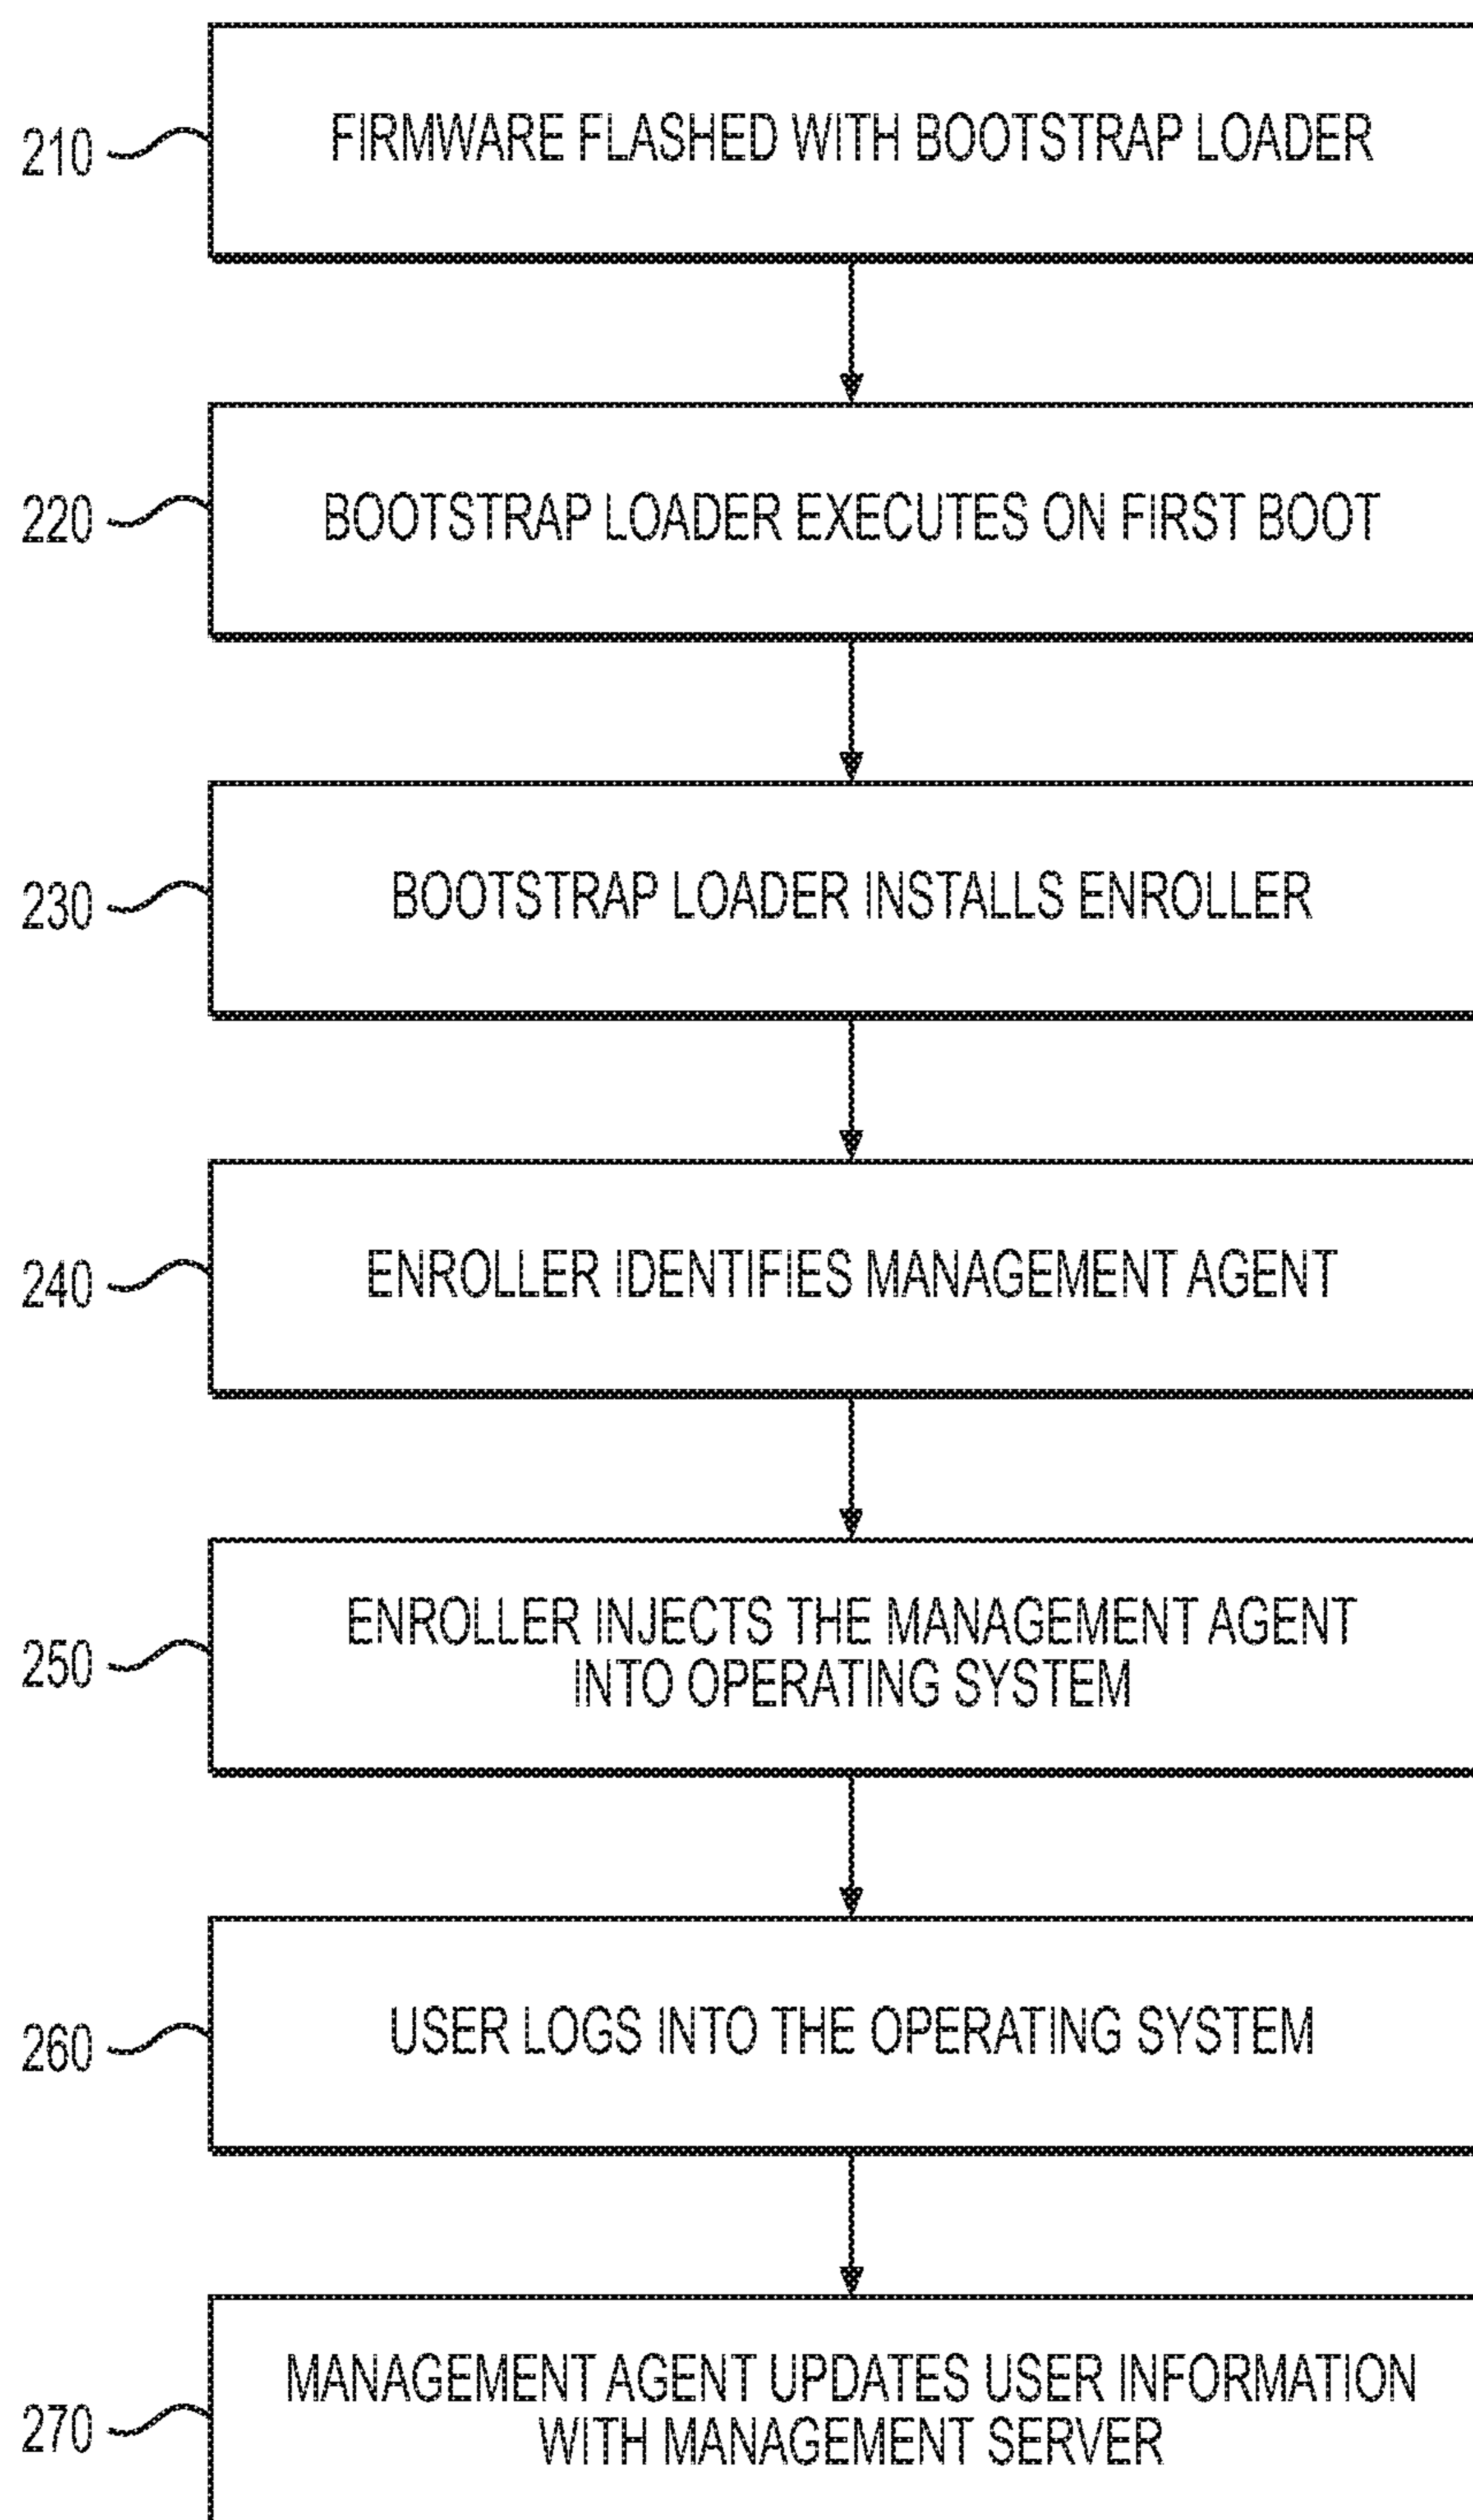 210
FIRMWARE FLASHED WITH BOOTSTRAP LOADER
220
BOOTSTRAP LOADER EXECUTES ON FIRST BOOT
230
BOOTSTRAP LOADER INSTALLS ENROLLER
240
ENROLLER IDENTIFIES MANAGEMENT AGENT
250
ENROLLER INJECTS THE MANAGEMENT AGENT
INTO OPERATING SYSTEM
260
USER LOGS INTO THE OPERATING SYSTEM
270
MANAGEMENT AGENT UPDATES USER INFORMATION
WITH MANAGEMENT SERVER